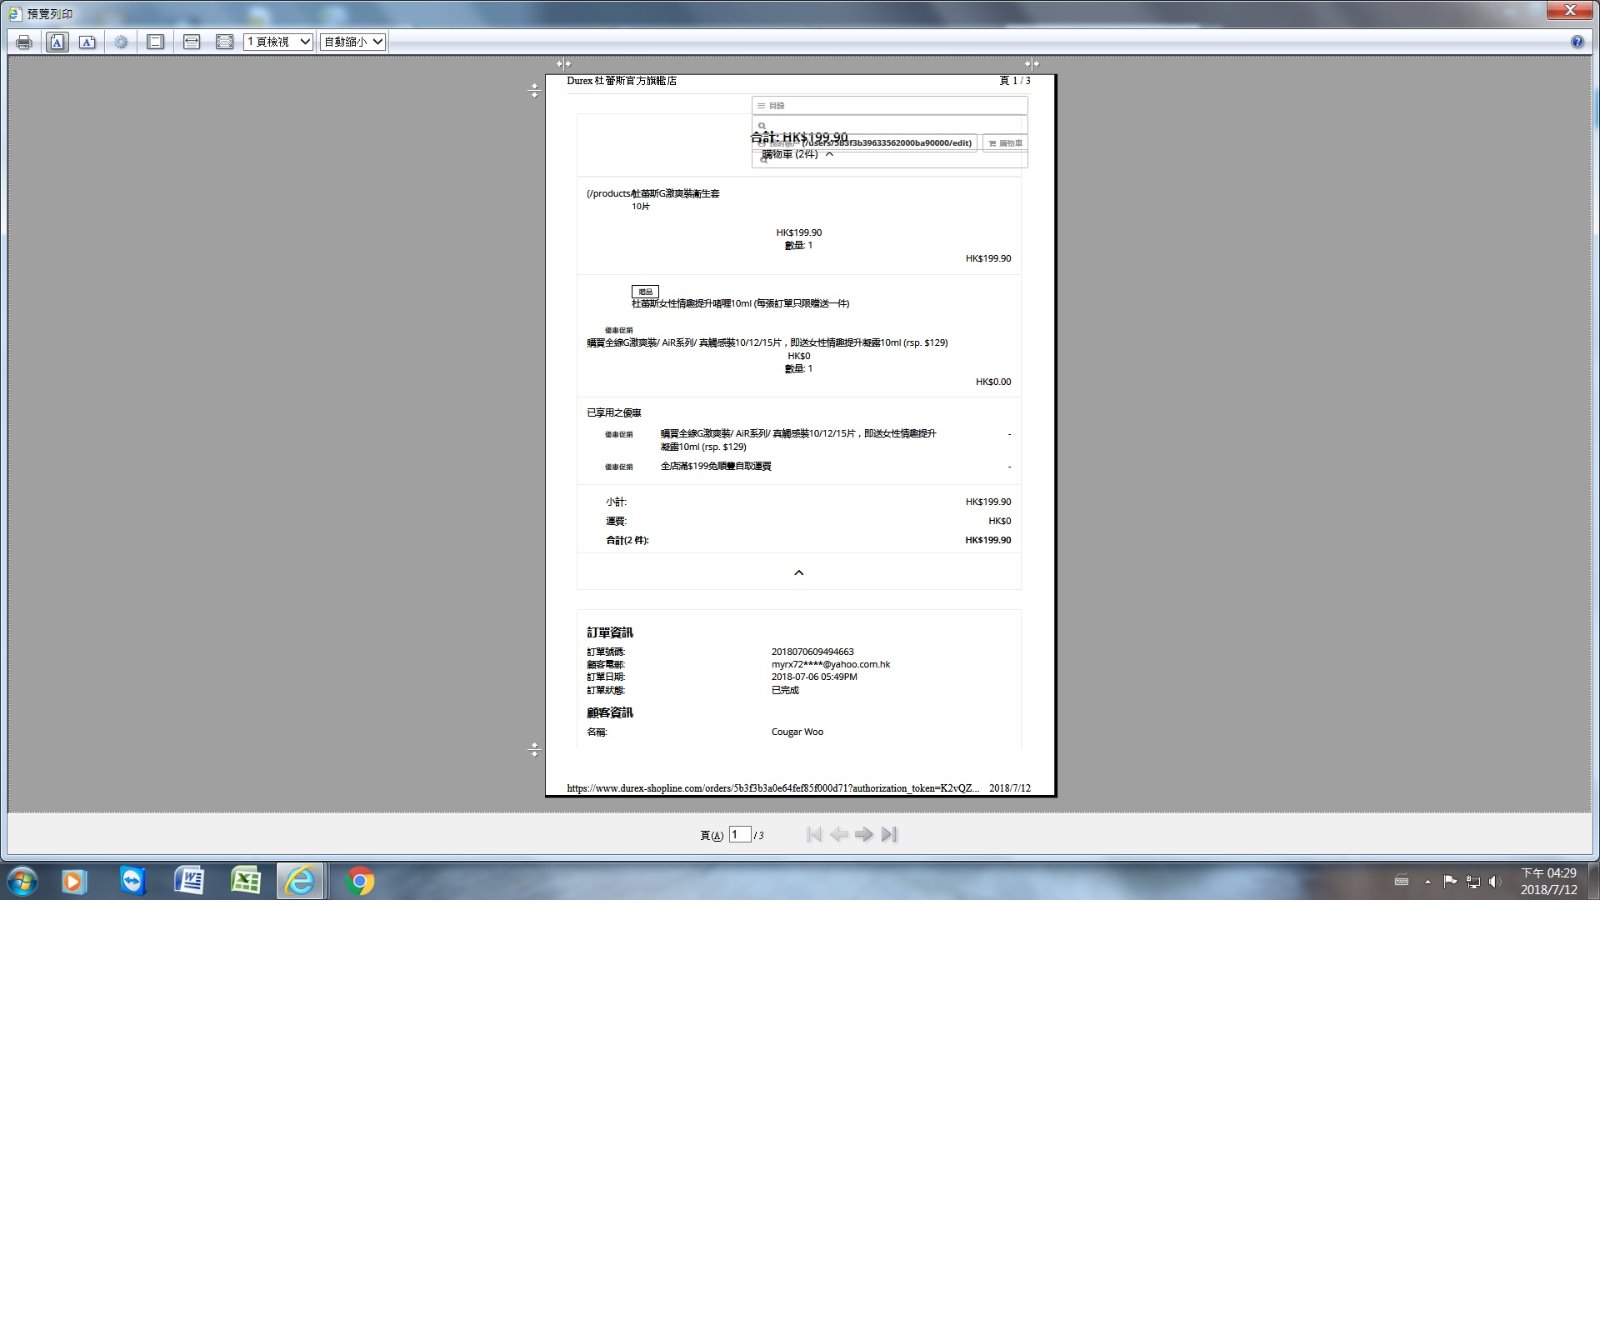 預覽列印
1 頁檢視
自動縮小
Durex 杜蕾斯官方旗艦店
頁 1 / 3
目錄
合計: HK$199.90
(/users/5b3f3b39633562000ba90000/edit)
購物車
購物車 (2件)
(/products/杜蕾斯G激爽裝衞生套
10片
HK$199.90
數量: 1
HK$199.90
贈品
杜蕾斯女性情趣提升啫喱10ml (每張訂單只限贈送一件)
優惠促銷
購買全線G激爽裝/ AiR系列/ 真觸感裝10/12/15片，即送女性情趣提升凝露10ml (rsp. $129)
HK$0
數量: 1
HK$0.00
已享用之優惠
優惠促銷
購買全線G激爽裝/ AiR系列/ 真觸感裝10/12/15片，即送女性情趣提升
-
凝露10ml (rsp. $129)
優惠促銷
全店滿$199免順豐自取運費
-
小計:
HK$199.90
運費:
HK$0
合計(2 件):
HK$199.90
訂單資訊
訂單號碼:
2018070609494663
顧客電郵:
myrx72****@yahoo.com.hk
訂單日期:
2018-07-06 05:49PM
訂單狀態:
已完成
顧客資訊
名稱:
Cougar Woo
https://www.durex-shopline.com/orders/5b3f3b3a0e64fef85f000d71?authorization_token=K2vQZ...
2018/7/12
頁(A) 1 / 3
下午 04:29
2018/7/12